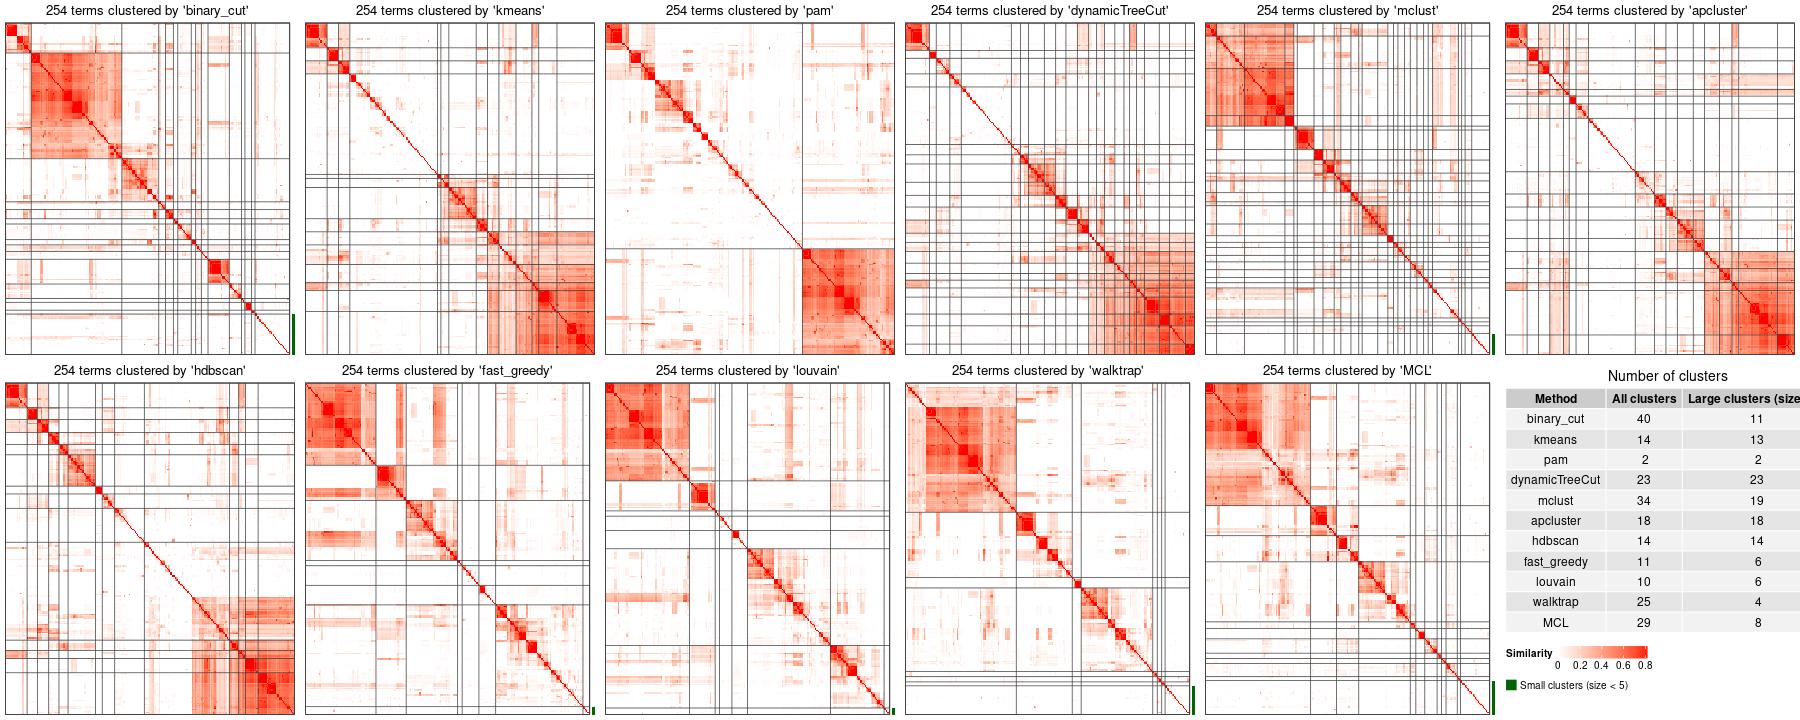 254 terms clustered by 'binary_cut'
254 terms clustered by 'kmeans'
254 terms clustered by 'pam'
254 terms clustered by 'dynamicTreeCut'
254 terms clustered by 'mclust'
254 terms clustered by 'apcluster'
254 terms clustered by 'hdbscan'
254 terms clustered by 'fast_greedy'
254 terms clustered by 'louvain'
254 terms clustered by 'walktrap'
254 terms clustered by 'MCL'
Number of clusters
Method All clusters Large clusters (size
binary_cut 40 11
kmeans 14 13
pam 2 2
dynamicTreeCut 23 23
mclust 34 19
apcluster 18 18
hdbscan 14 14
fast_greedy 11 6
louvain 10 6
walktrap 25 4
MCL 29 8
Similarity
0 0.2 0.4 0.6 0.8
Small clusters (size < 5)